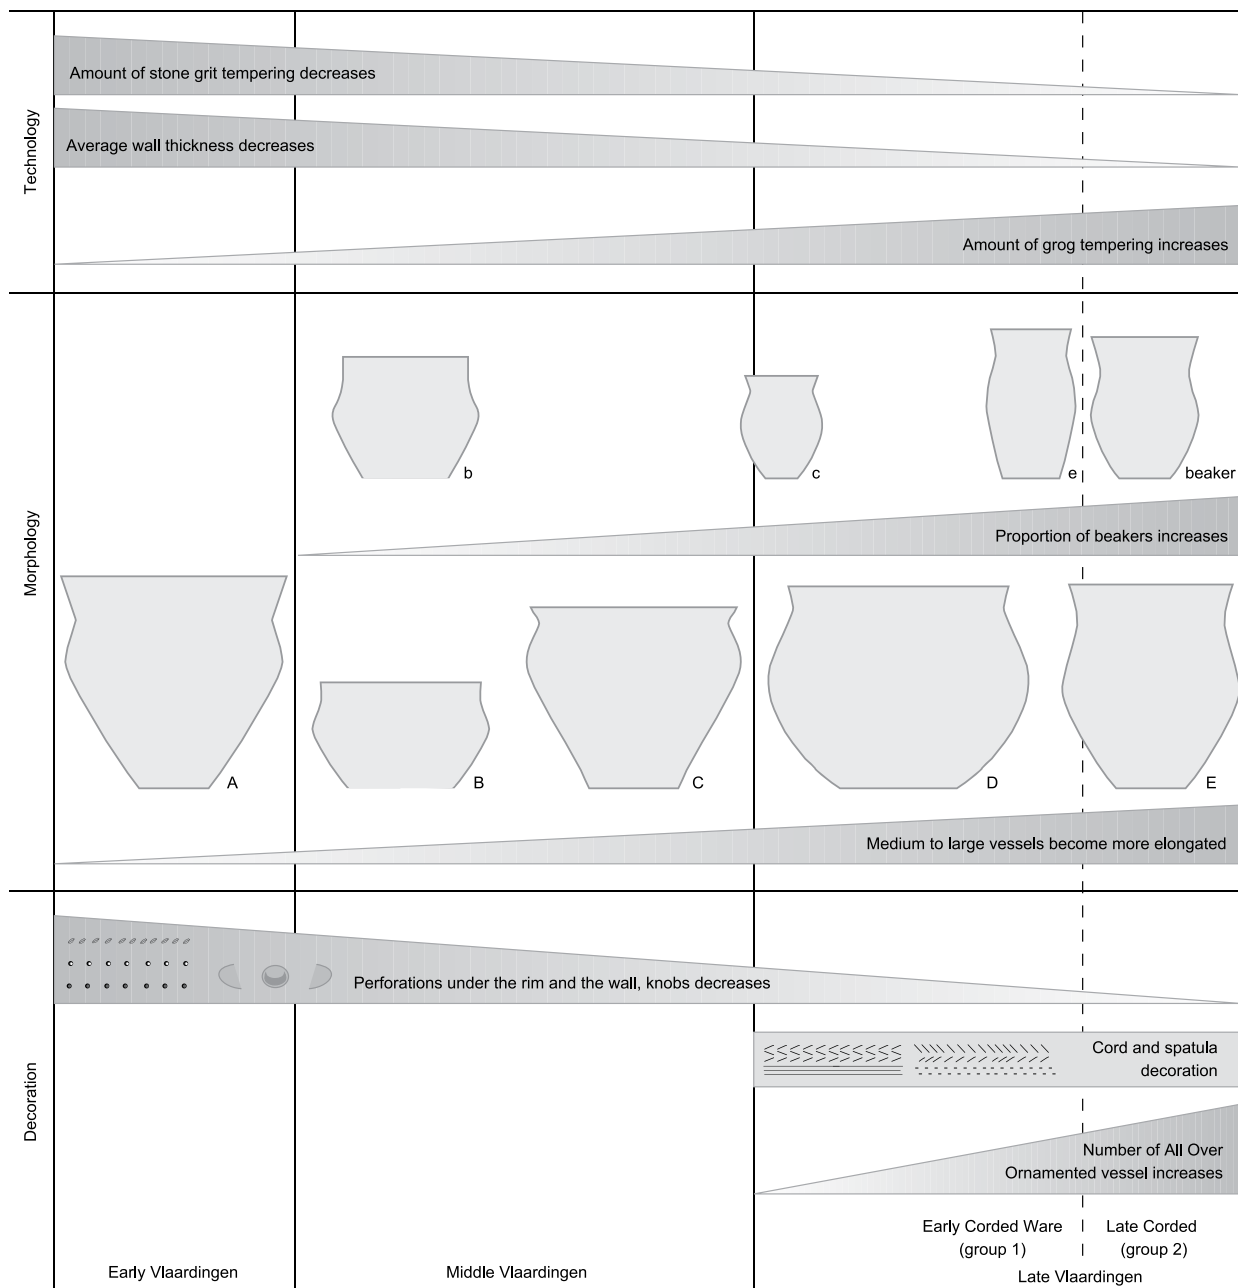 Technology
Amount of stone grit tempering decreases
Average wall thickness decreases
Amount of grog tempering increases
Morphology
b
c
e
beaker
Proportion of beakers increases
A
B
C
D
E
Medium to large vessels become more elongated
Decoration
Perforations under the rim and the wall, knobs decreases
Cord and spatula
decoration
Number of All Over
Ornamented vessel increases
Early Corded Ware
(group 1)
Late Corded
(group 2)
Early Vlaardingen
Middle Vlaardingen
Late Vlaardingen